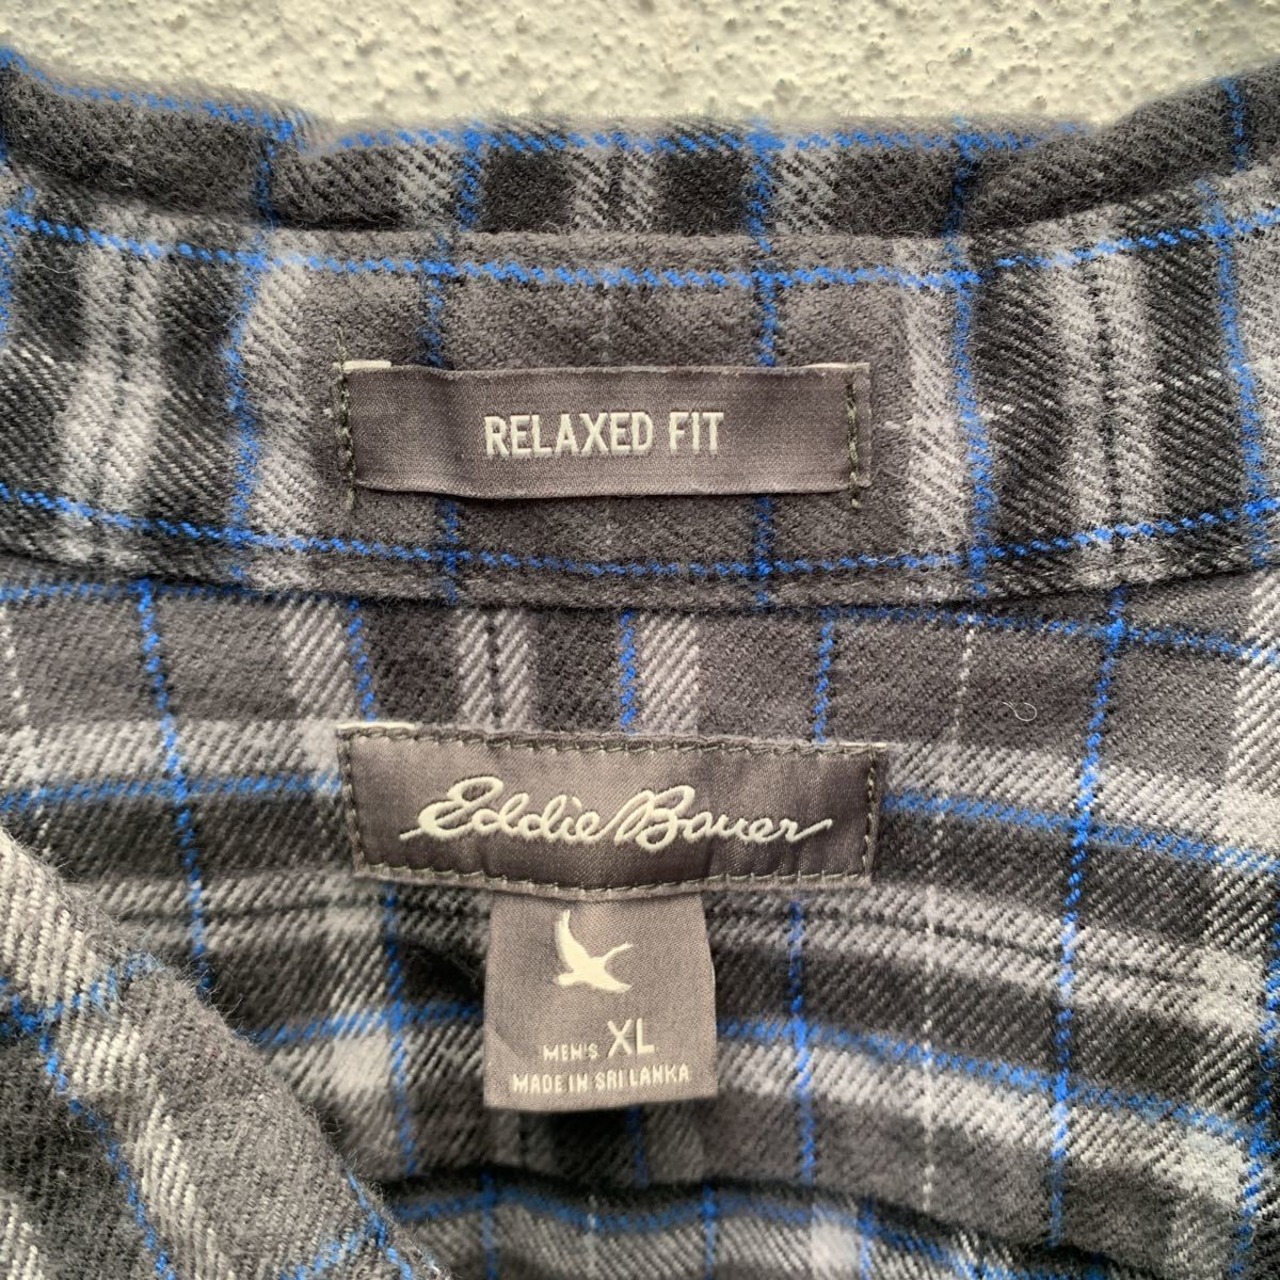 RELAXED FIT
Eddie Bauer
MEN'S XL
MADE IN SRI LANKA